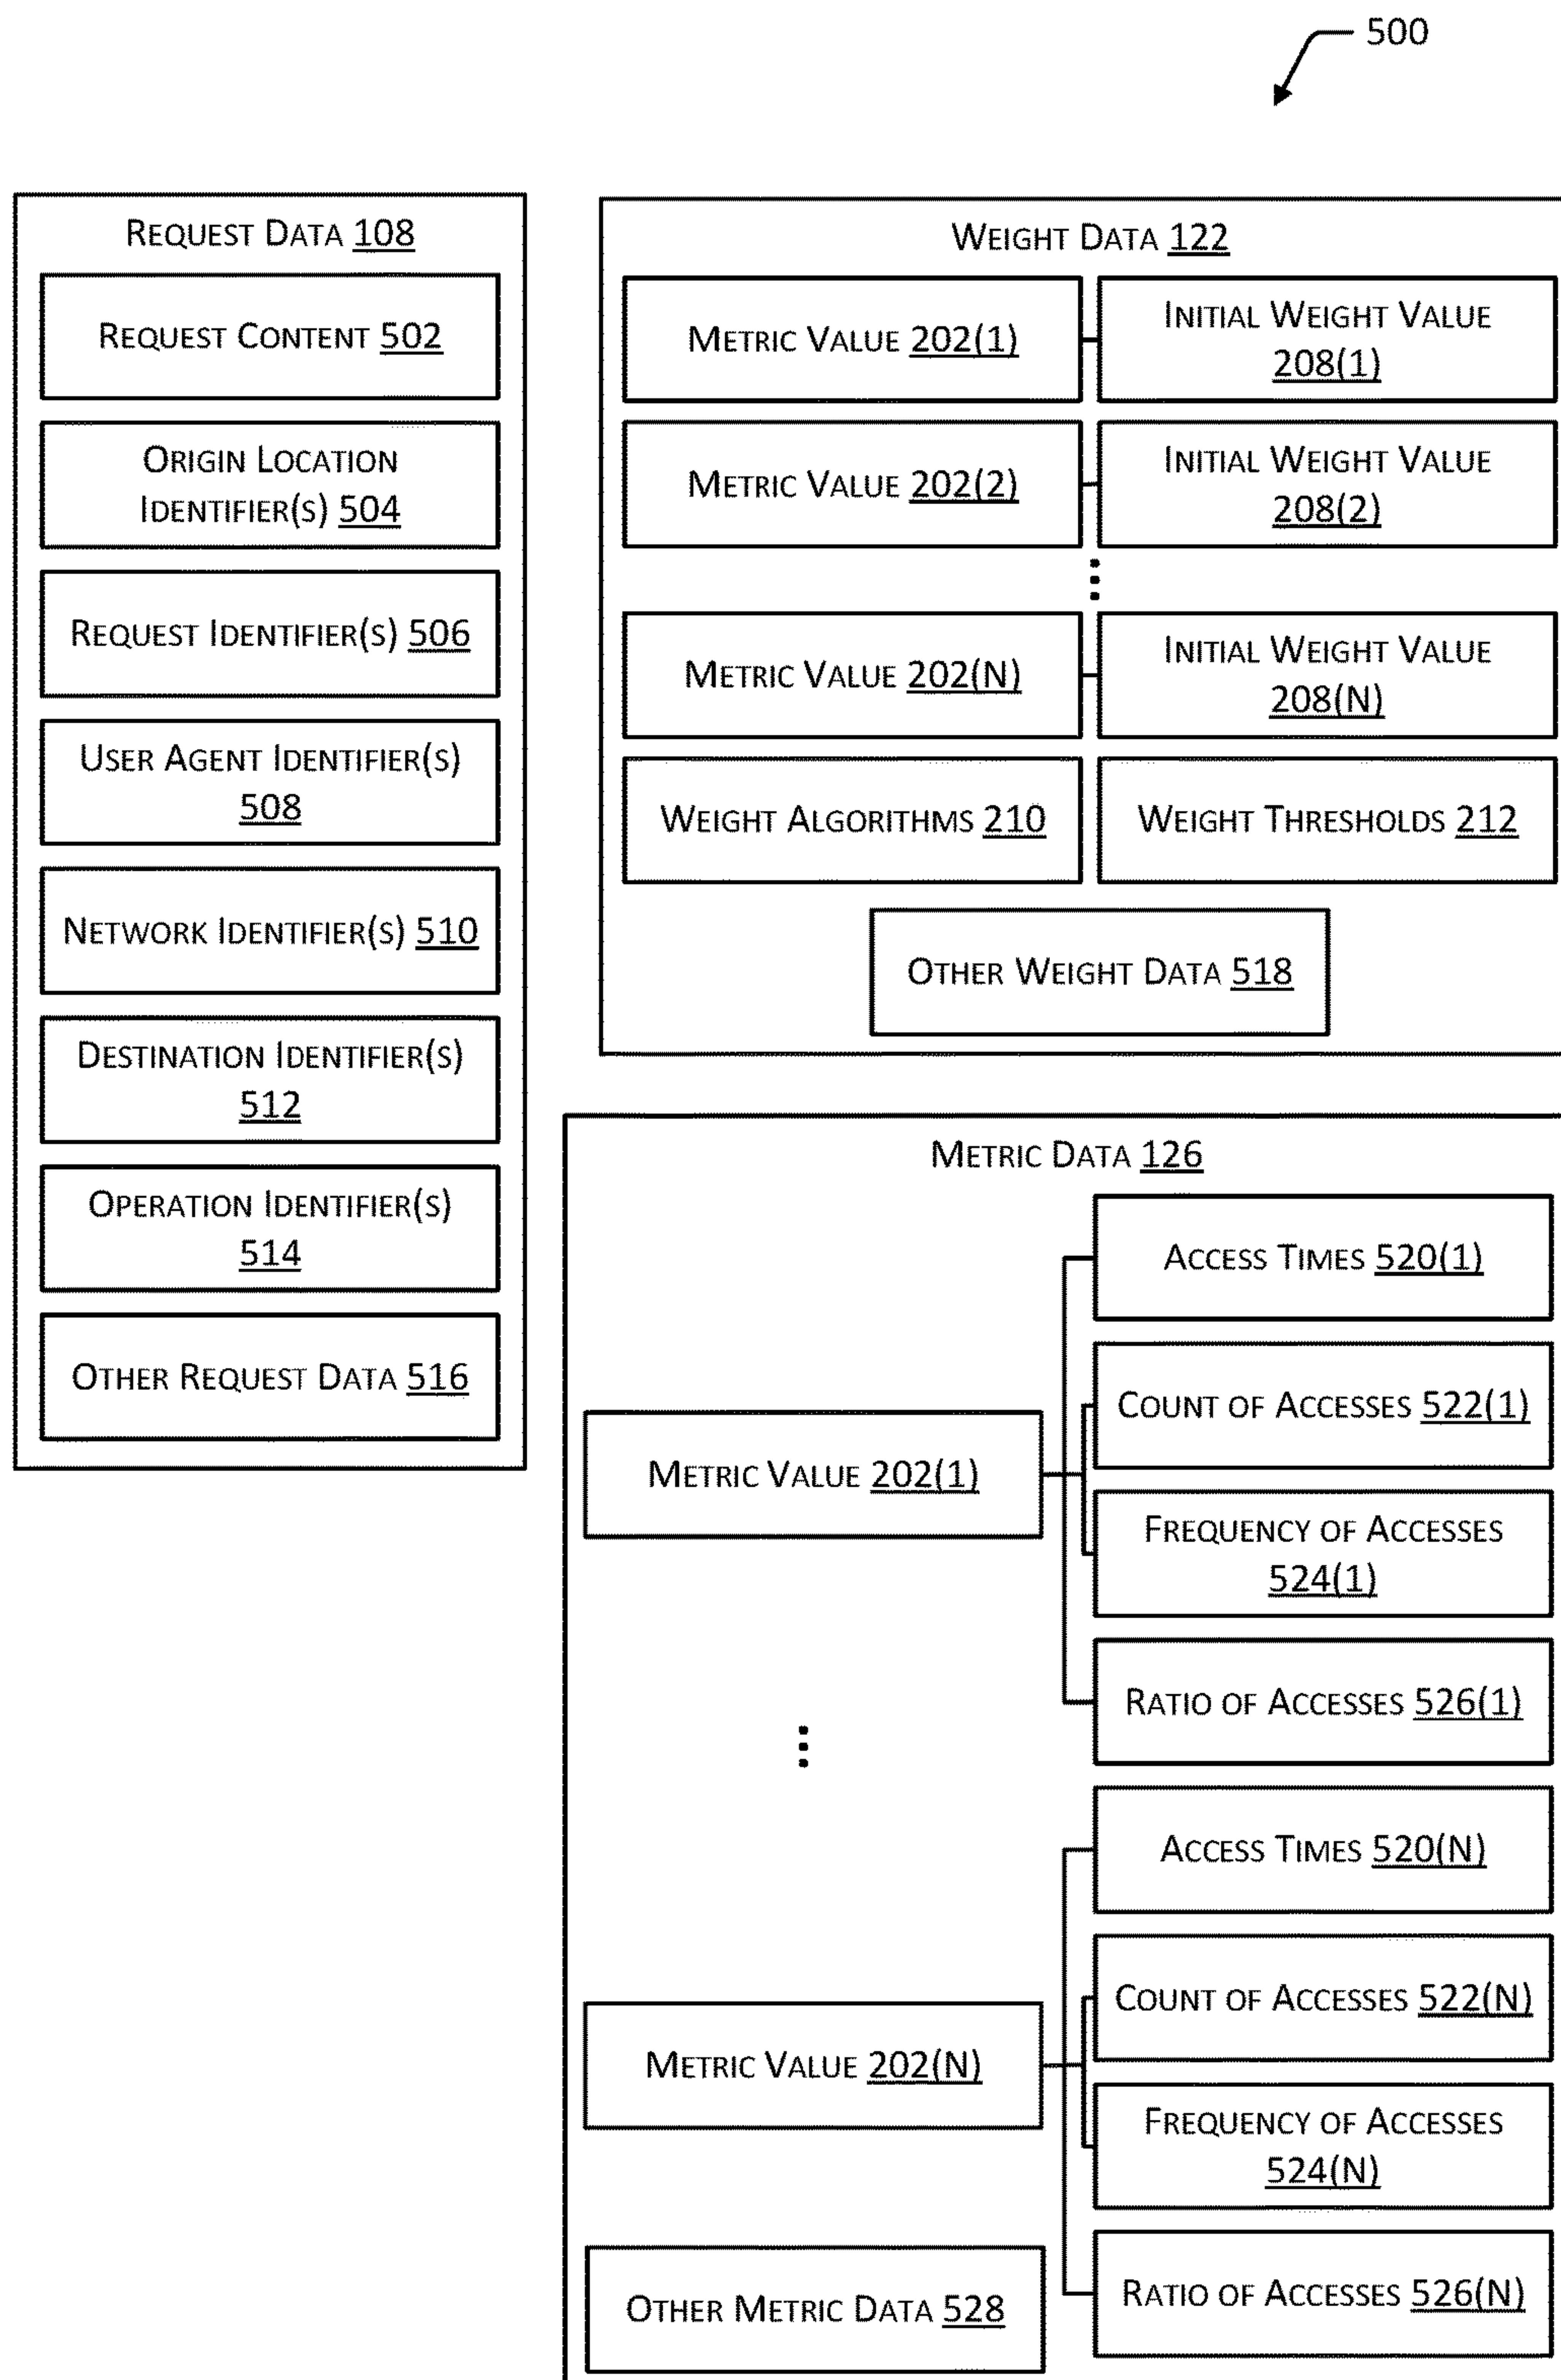 500
REQUEST DATA 108
REQUEST CONTENT 502
ORIGIN LOCATION
IDENTIFIER(S) 504
REQUEST IDENTIFIER(S) 506
USER AGENT IDENTIFIER(S)
508
NETWORK IDENTIFIER(S) 510
DESTINATION IDENTIFIER(S)
512
OPERATION IDENTIFIER(S)
514
OTHER REQUEST DATA 516
WEIGHT DATA 122
METRIC VALUE 202(1)
INITIAL WEIGHT VALUE
208(1)
METRIC VALUE 202(2)
INITIAL WEIGHT VALUE
208(2)
METRIC VALUE 202(N)
INITIAL WEIGHT VALUE
208(N)
WEIGHT ALGORITHMS 210
WEIGHT THRESHOLDS 212
OTHER WEIGHT DATA 518
METRIC DATA 126
METRIC VALUE 202(1)
ACCESS TIMES 520(1)
COUNT OF ACCESSES 522(1)
FREQUENCY OF ACCESSES
524(1)
RATIO OF ACCESSES 526(1)
METRIC VALUE 202(N)
ACCESS TIMES 520(N)
COUNT OF ACCESSES 522(N)
FREQUENCY OF ACCESSES
524(N)
RATIO OF ACCESSES 526(N)
OTHER METRIC DATA 528